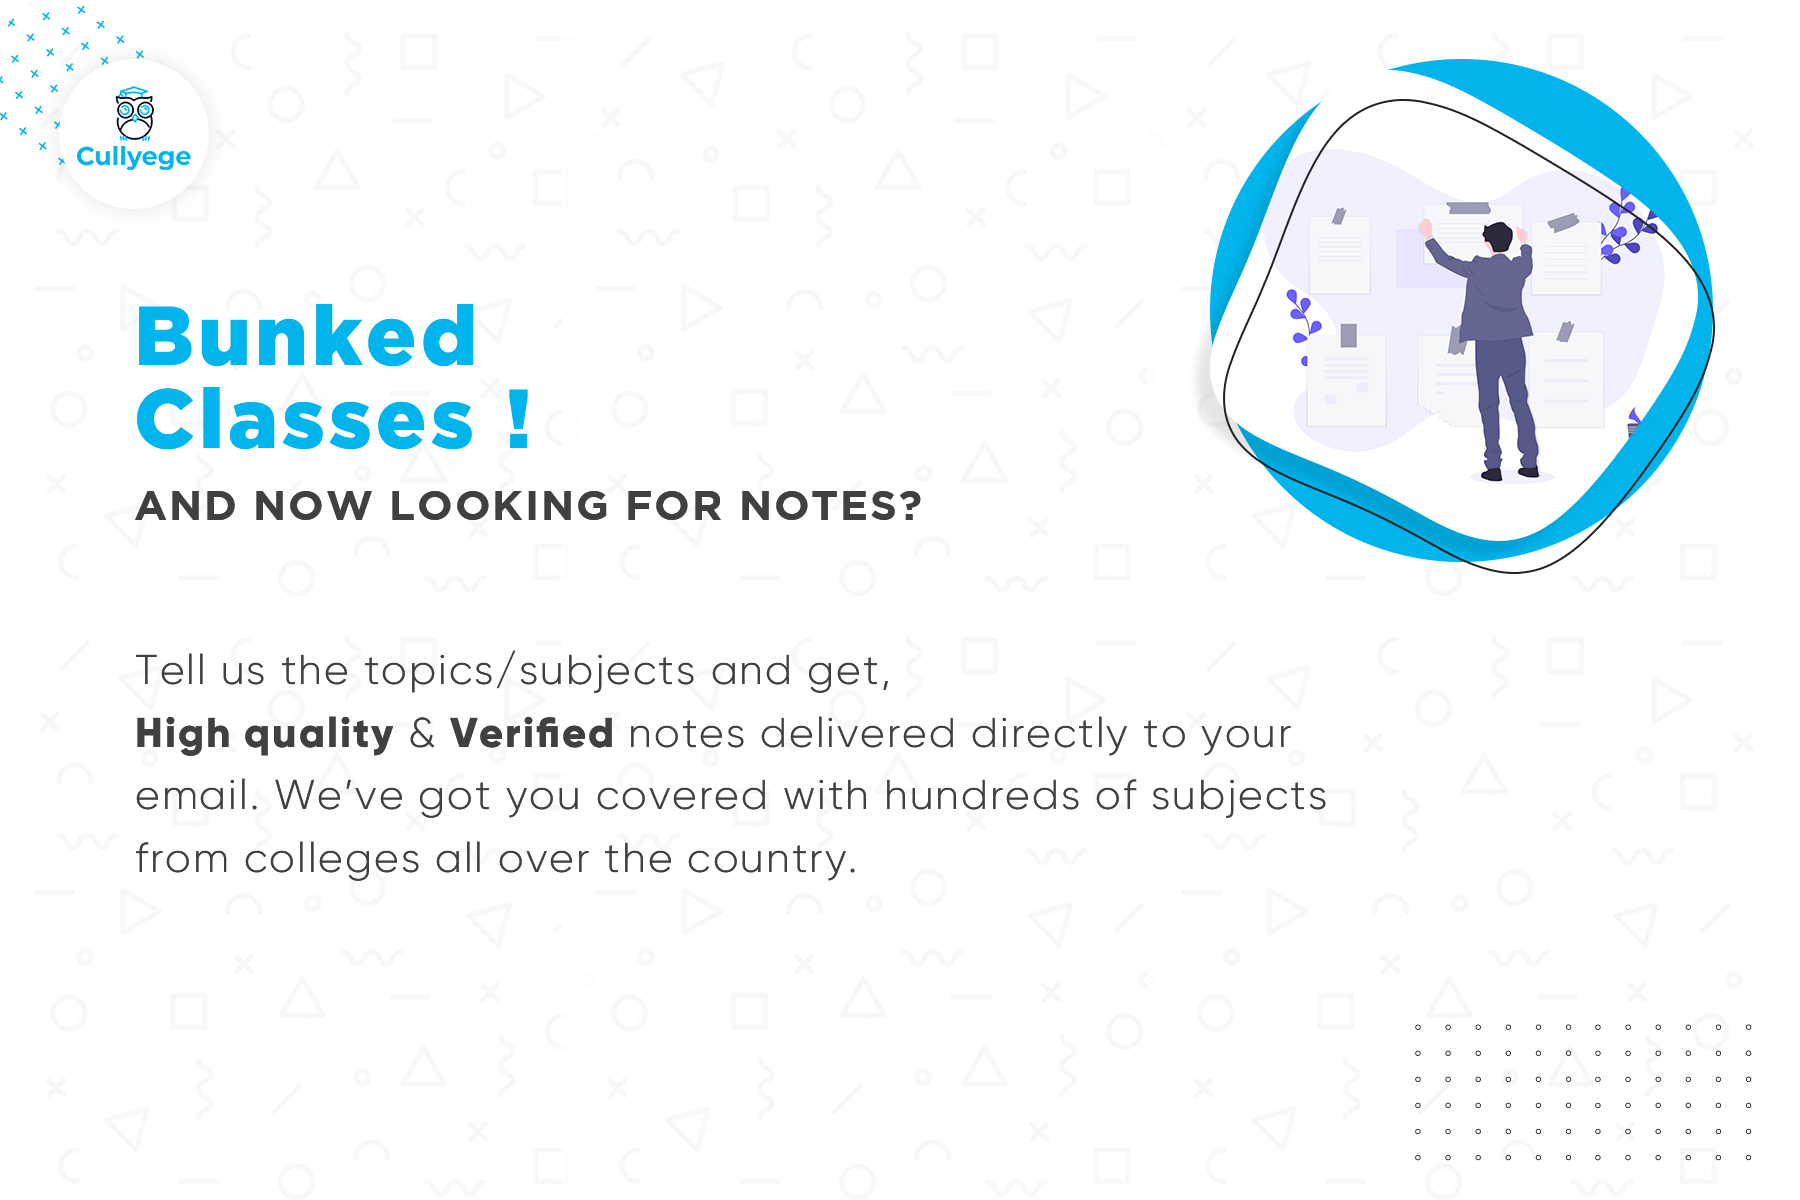 Cullyege
Bunked
Classes !
AND NOW LOOKING FOR NOTES?
Tell us the topics/subjects and get,
High quality & Verified notes delivered directly to your
email. We’ve got you covered with hundreds of subjects
from colleges all over the country.